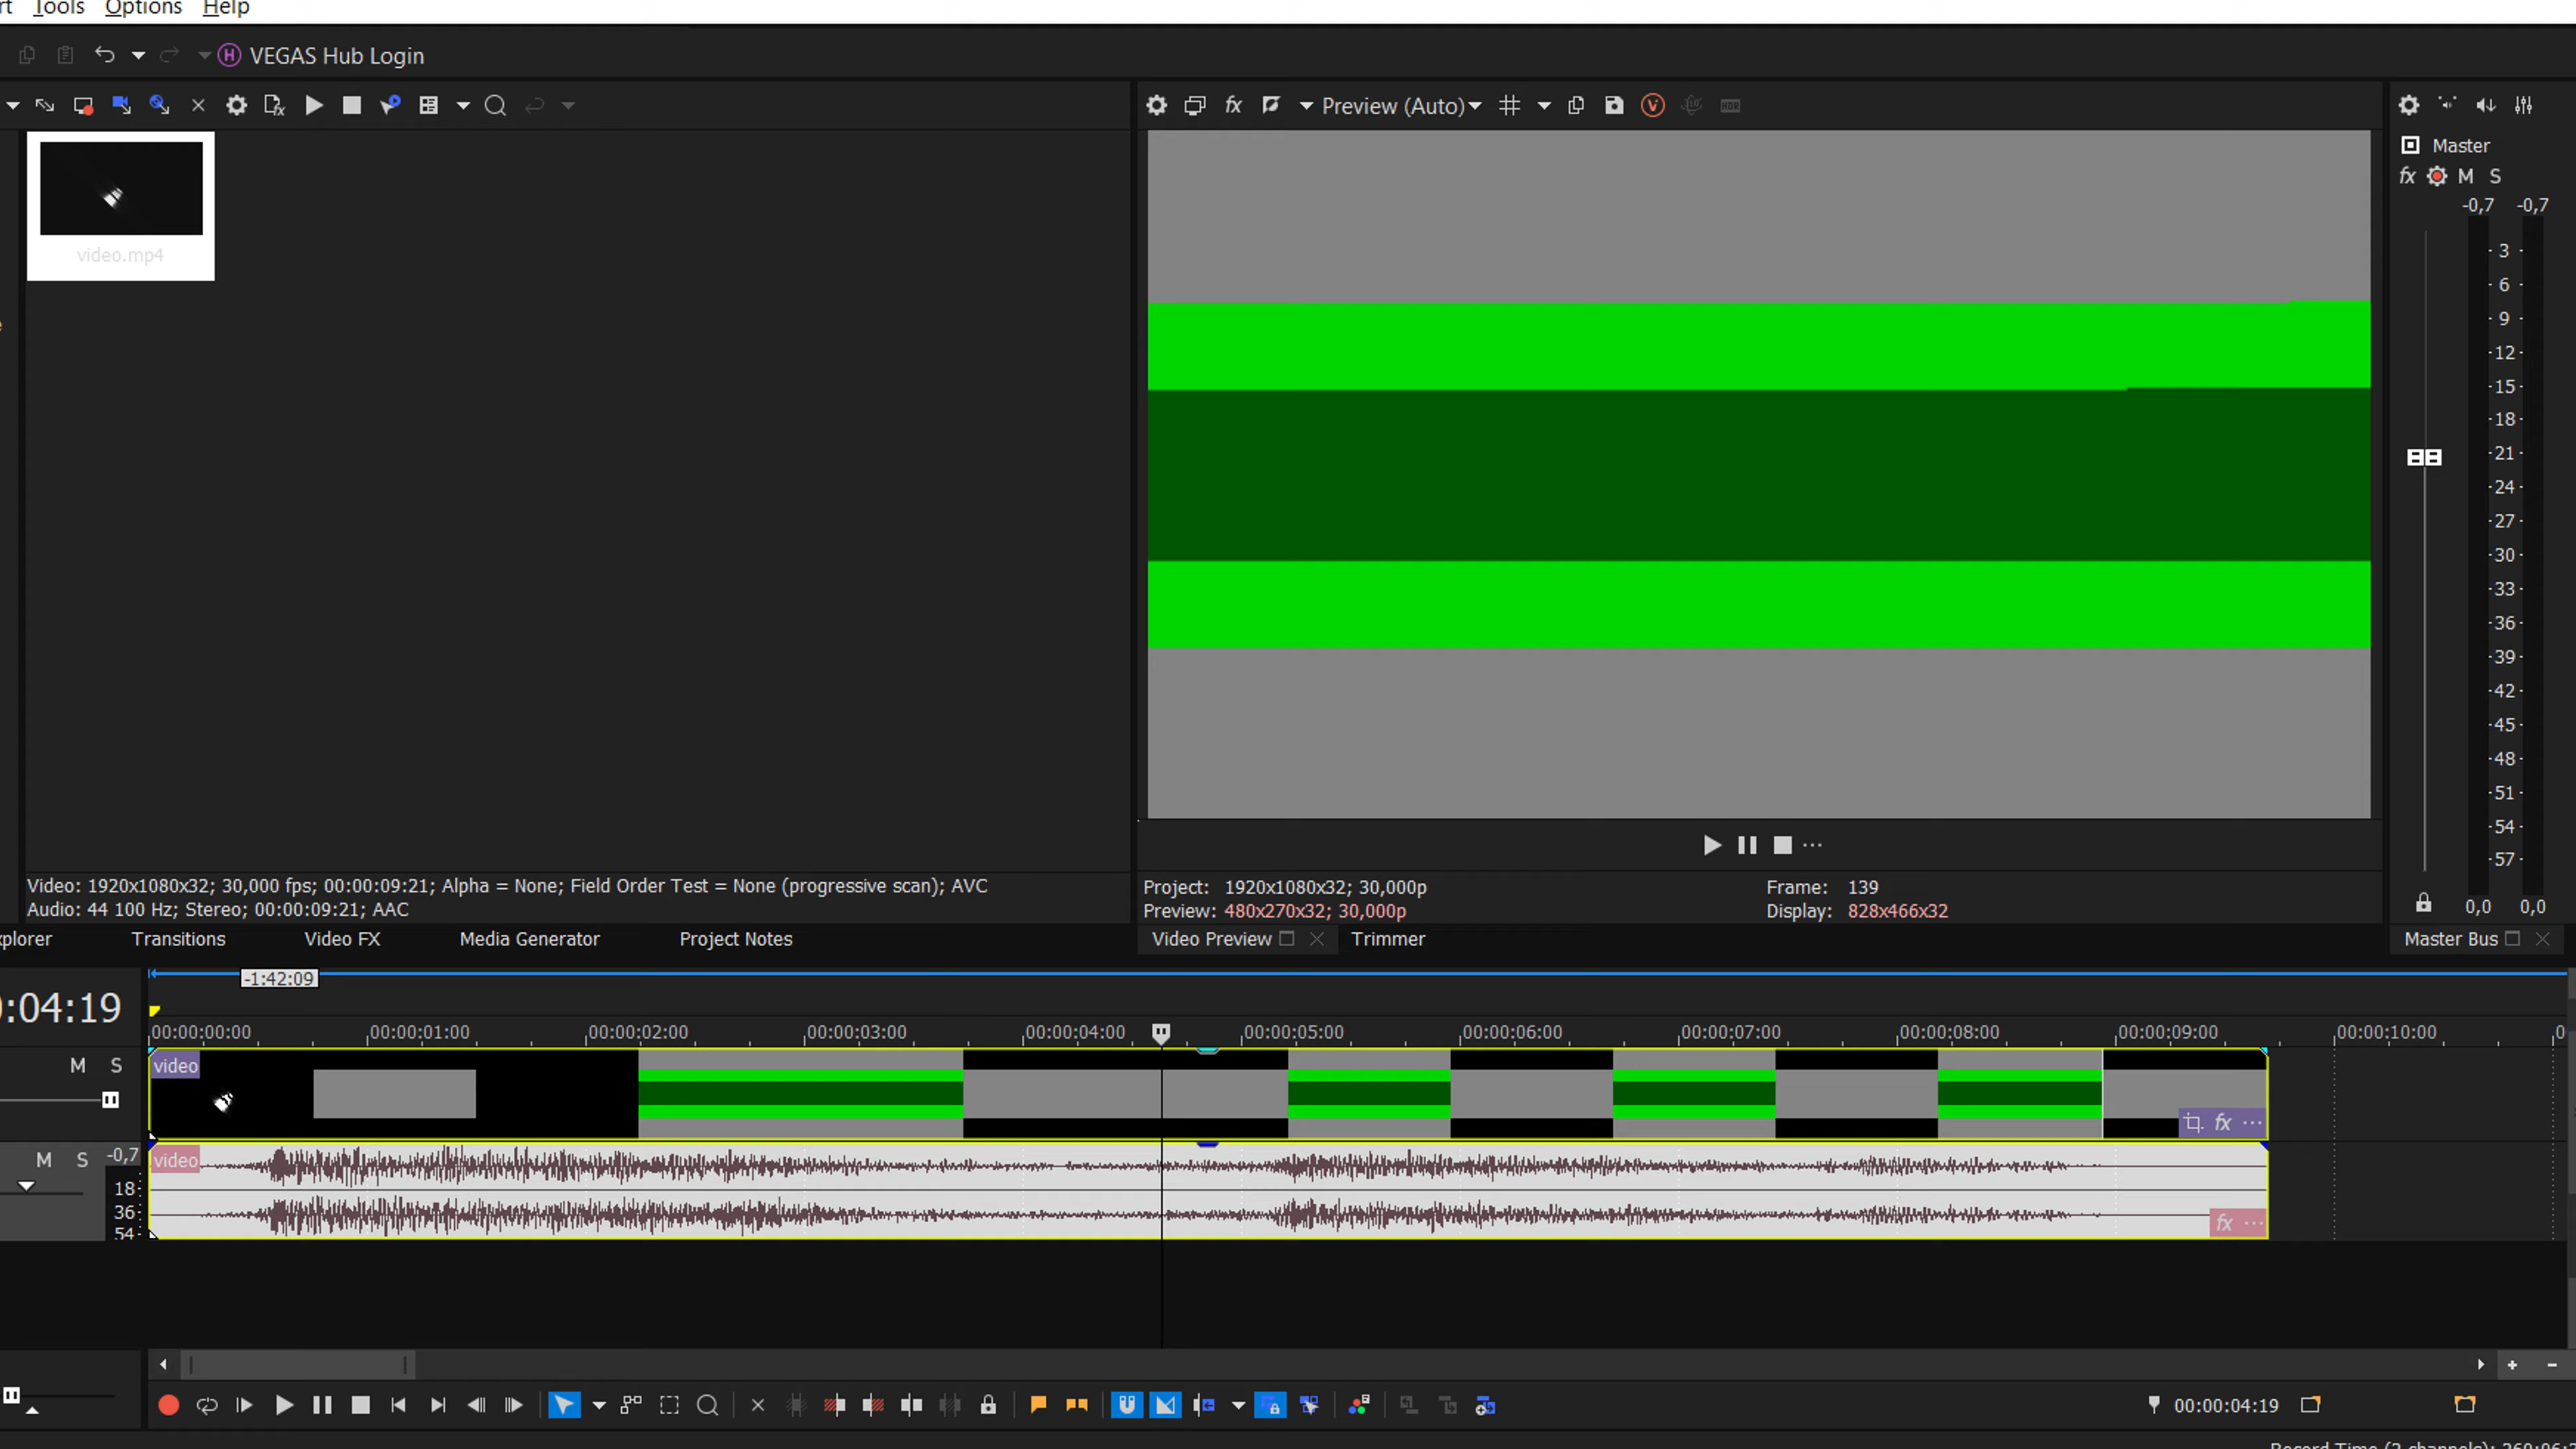 Tools Options Help
VEGAS Hub Login
Preview (Auto)
Master
fx M S
-0,7 -0,7
video.mp4
3
6
9
-12-
-15-
-18-
-21-
-24-
-27-
-30-
-33-
-36-
-39-
-42-
-45-
-48-
-51-
-54-
-57-
0,0 0,0
Video: 1920x1080x32; 30,000 fps; 00:00:09:21; Alpha = None; Field Order Test = None (progressive scan); AVC
Audio: 44 100 Hz; Stereo; 00:00:09:21; AAC
Project: 1920x1080x32; 30,000p
Frame: 139
Preview: 480x270x32; 30,000p
Display: 828x466x32
plorer Transitions Video FX Media Generator Project Notes
Video Preview Trimmer
Master Bus
-1:42:09
:04:19
00:00:00:00 00:00:01:00 00:00:02:00 00:00:03:00 00:00:04:00 00:00:05:00 00:00:06:00 00:00:07:00 00:00:08:00 00:00:09:00 00:00:10:00
M S
video
fx ...
M S -0,7
video
18-
36-
54-
fx ...
00:00:04:19